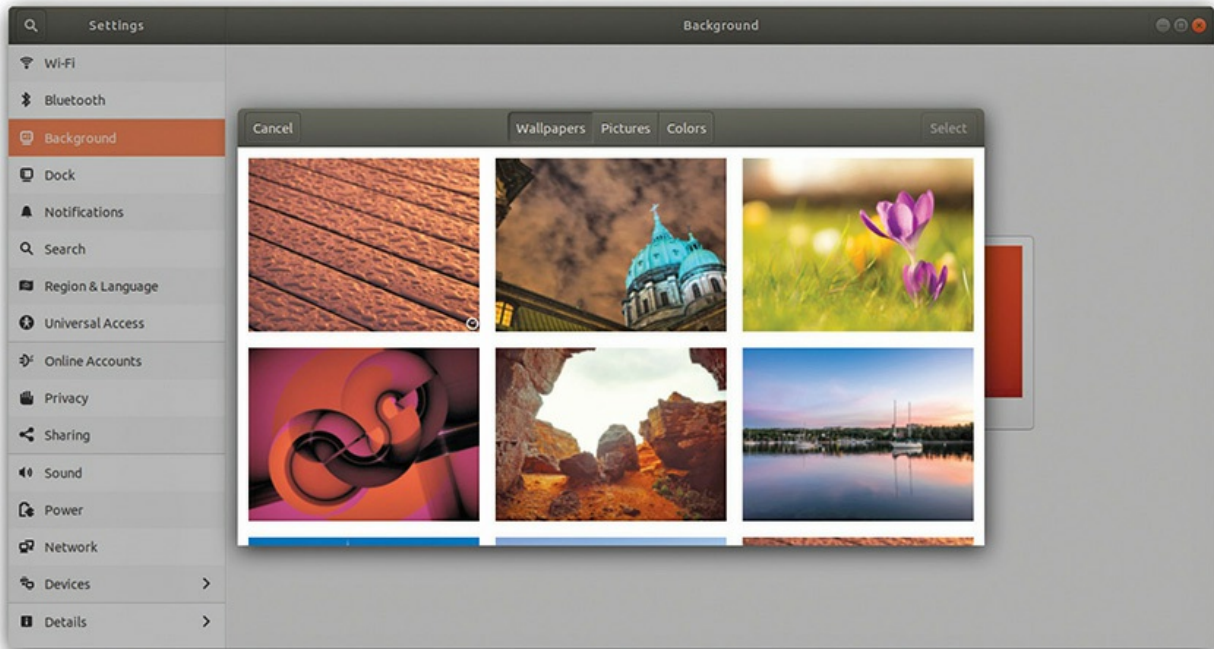 Settings
Background
Wi-Fi
Bluetooth
Background
Dock
Notifications
Search
Region & Language
Universal Access
Online Accounts
Privacy
Sharing
Sound
Power
Network
Devices
Details
Cancel
Wallpapers Pictures Colors
Select